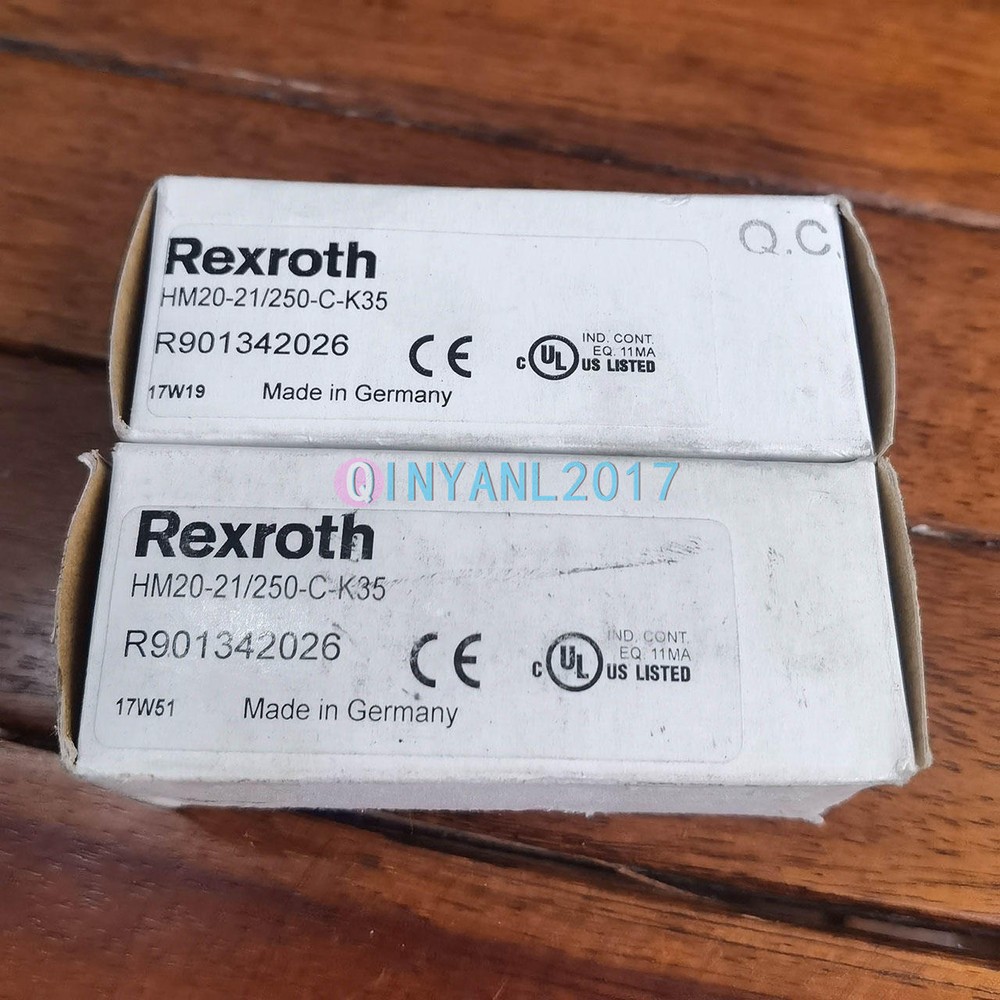 Rexroth
Q.C.
HM20-21/250-C-K35
R901342026
CE
C UL US LISTED
IND. CONT.
EQ. 11MA
17W19
Made in Germany
QINYANL2017
Rexroth
HM20-21/250-C-K35
R901342026
CE
C UL US LISTED
IND. CONT.
EQ. 11MA
17W51
Made in Germany